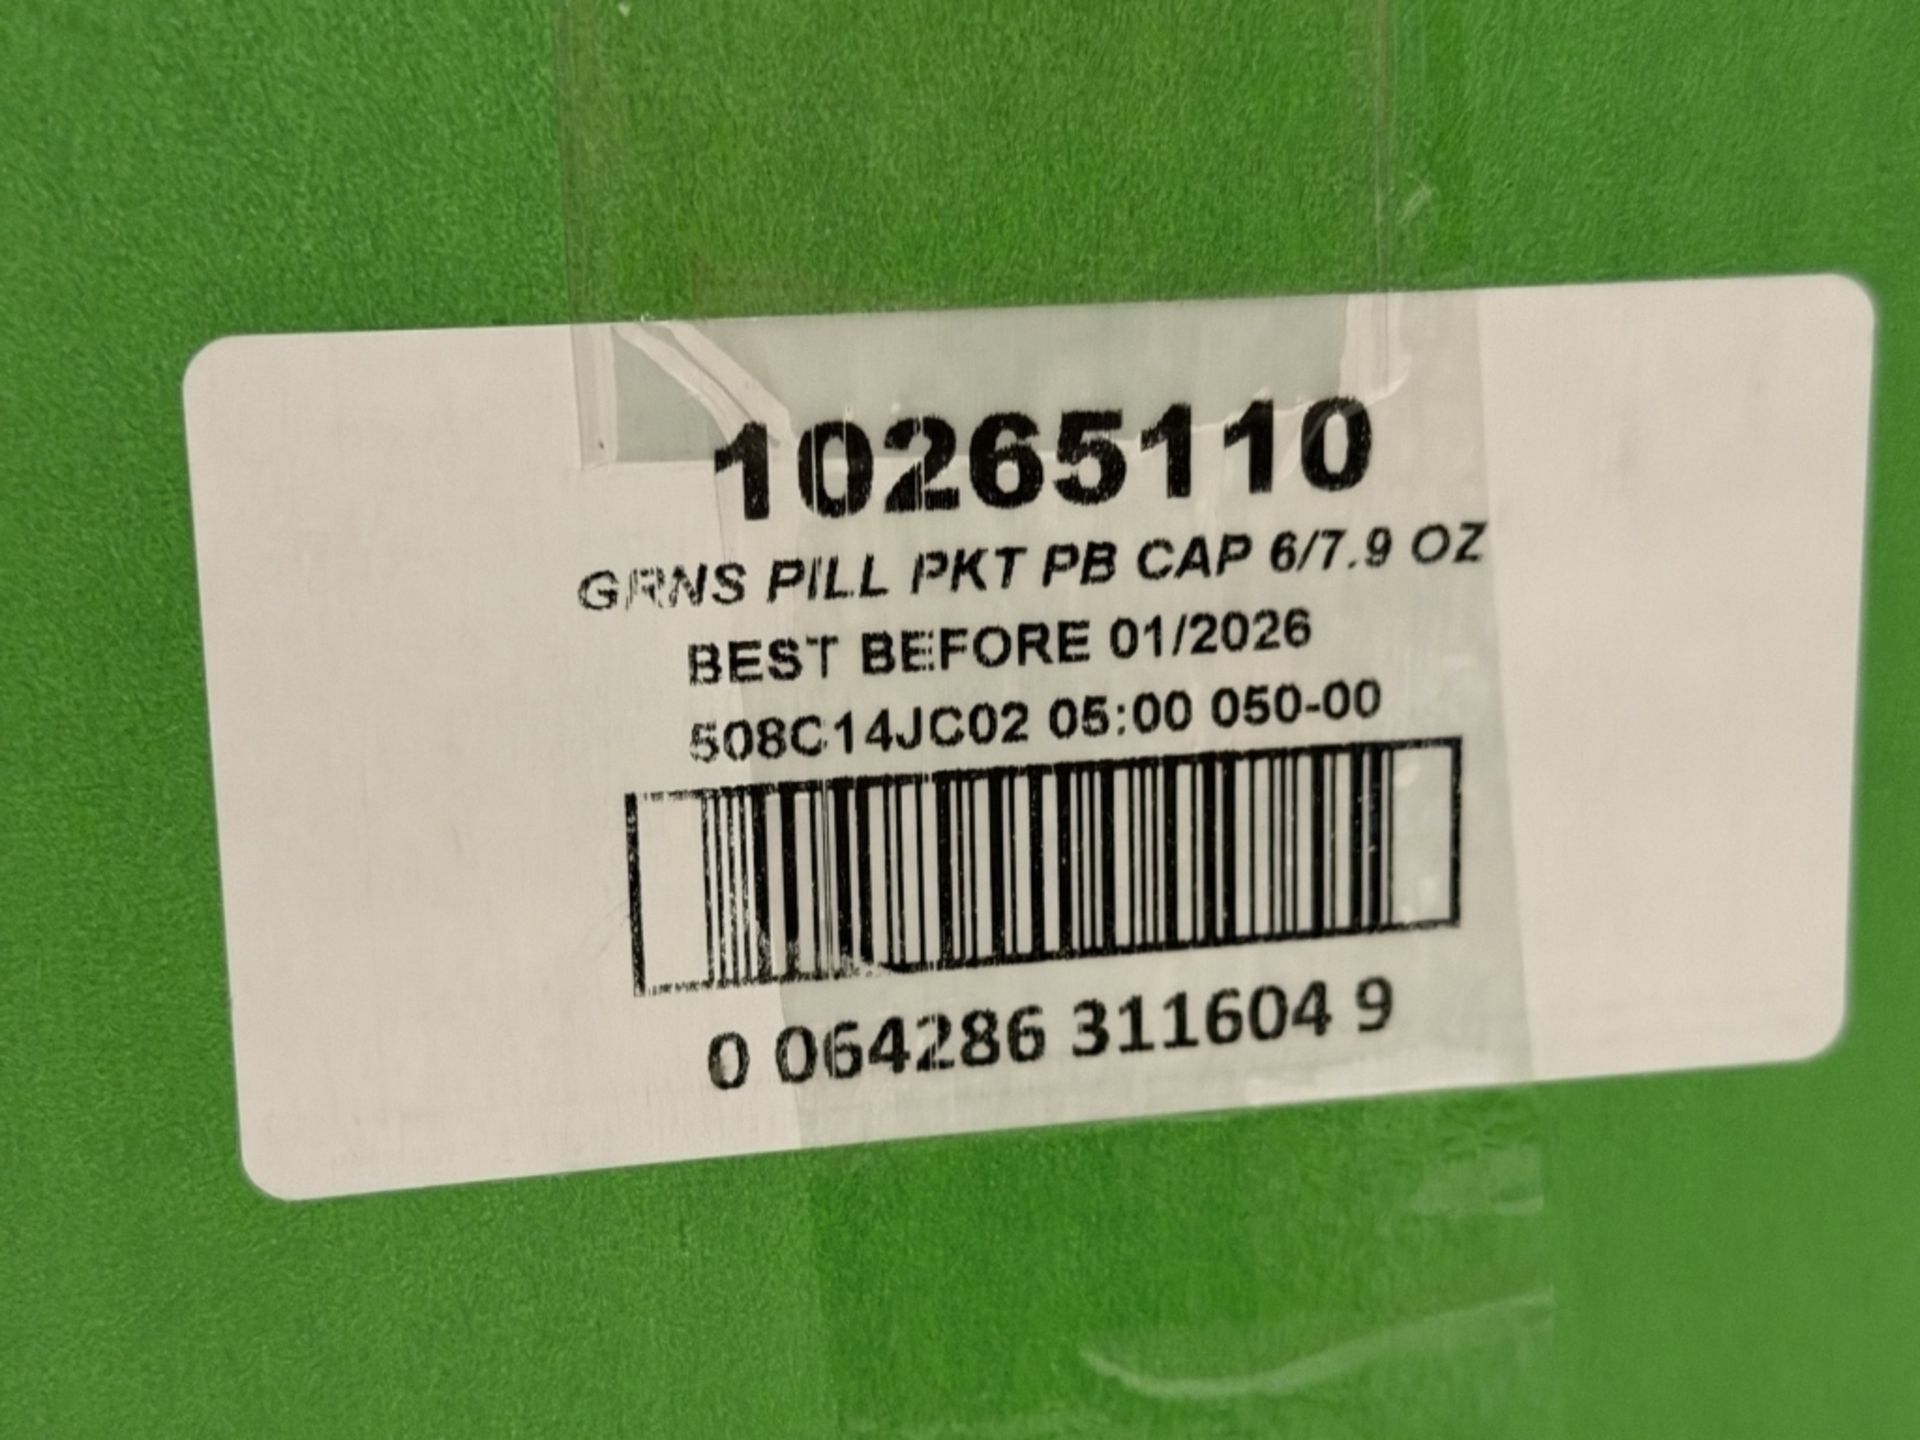 10265110
GRNS PILL PKT PB CAP 6/7.9 OZ
BEST BEFORE 01/2026
508C14JC02 05:00 050-00
0 064286 311604 9